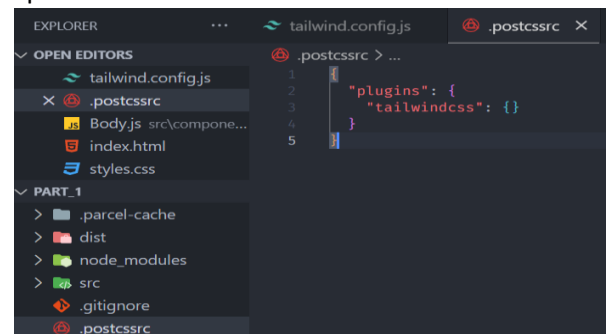 EXPLORER ...
tailwind.config.js
.postcssrc ×
OPEN EDITORS
.postcssrc > ...
tailwind.config.js
× .postcssrc
JS Body.js src\compone...
index.html
styles.css
PART_1
> .parcel-cache
> dist
> node_modules
> src
.gitignore
.postcssrc
1 {
2 "plugins": {
3 "tailwindcss": {}
4 }
5 }